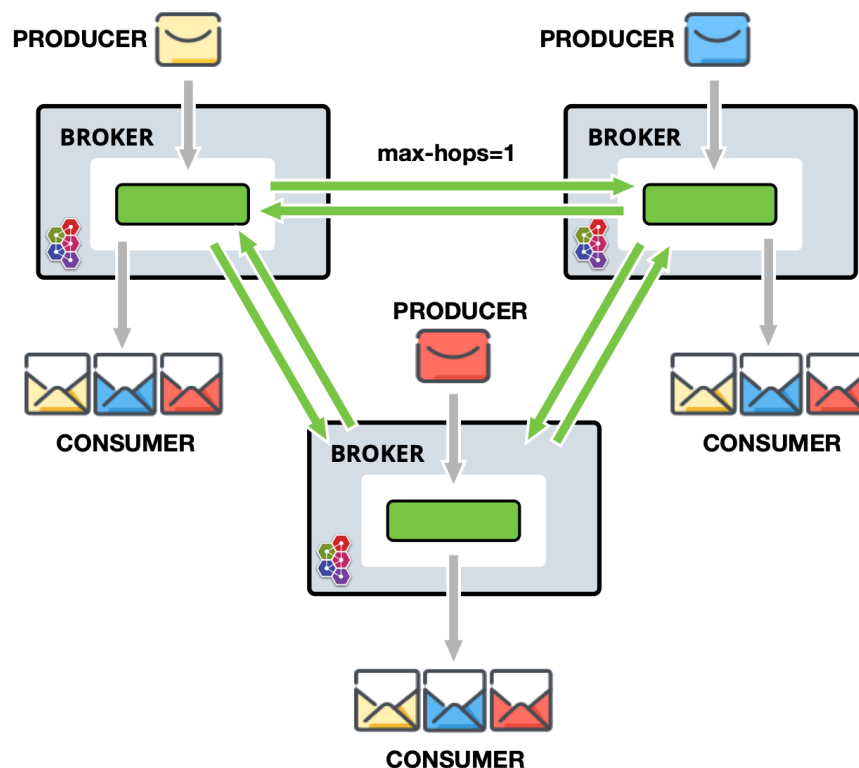 PRODUCER
PRODUCER
BROKER
BROKER
max-hops=1
PRODUCER
CONSUMER
CONSUMER
BROKER
CONSUMER